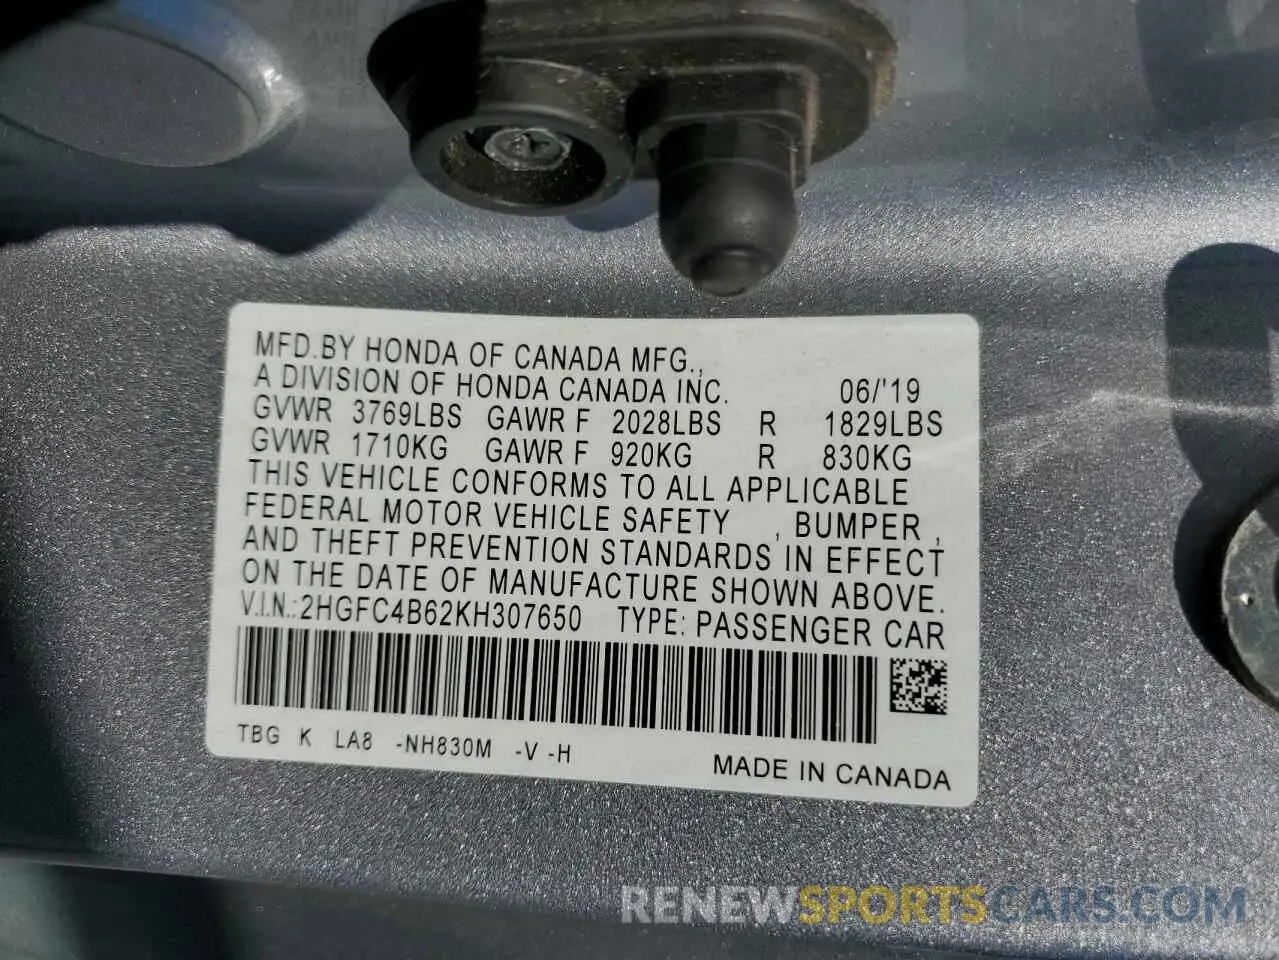 MFD.BY HONDA OF CANADA MFG.,
A DIVISION OF HONDA CANADA INC. 06/'19
GVWR 3769LBS GAWR F 2028LBS R 1829LBS
GVWR 1710KG GAWR F 920KG R 830KG
THIS VEHICLE CONFORMS TO ALL APPLICABLE
FEDERAL MOTOR VEHICLE SAFETY , BUMPER ,
AND THEFT PREVENTION STANDARDS IN EFFECT
ON THE DATE OF MANUFACTURE SHOWN ABOVE.
V.I.N.:2HGFC4B62KH307650 TYPE: PASSENGER CAR
TBG K LA8 -NH830M -V -H
MADE IN CANADA
RENEWSPORTSCARS.COM